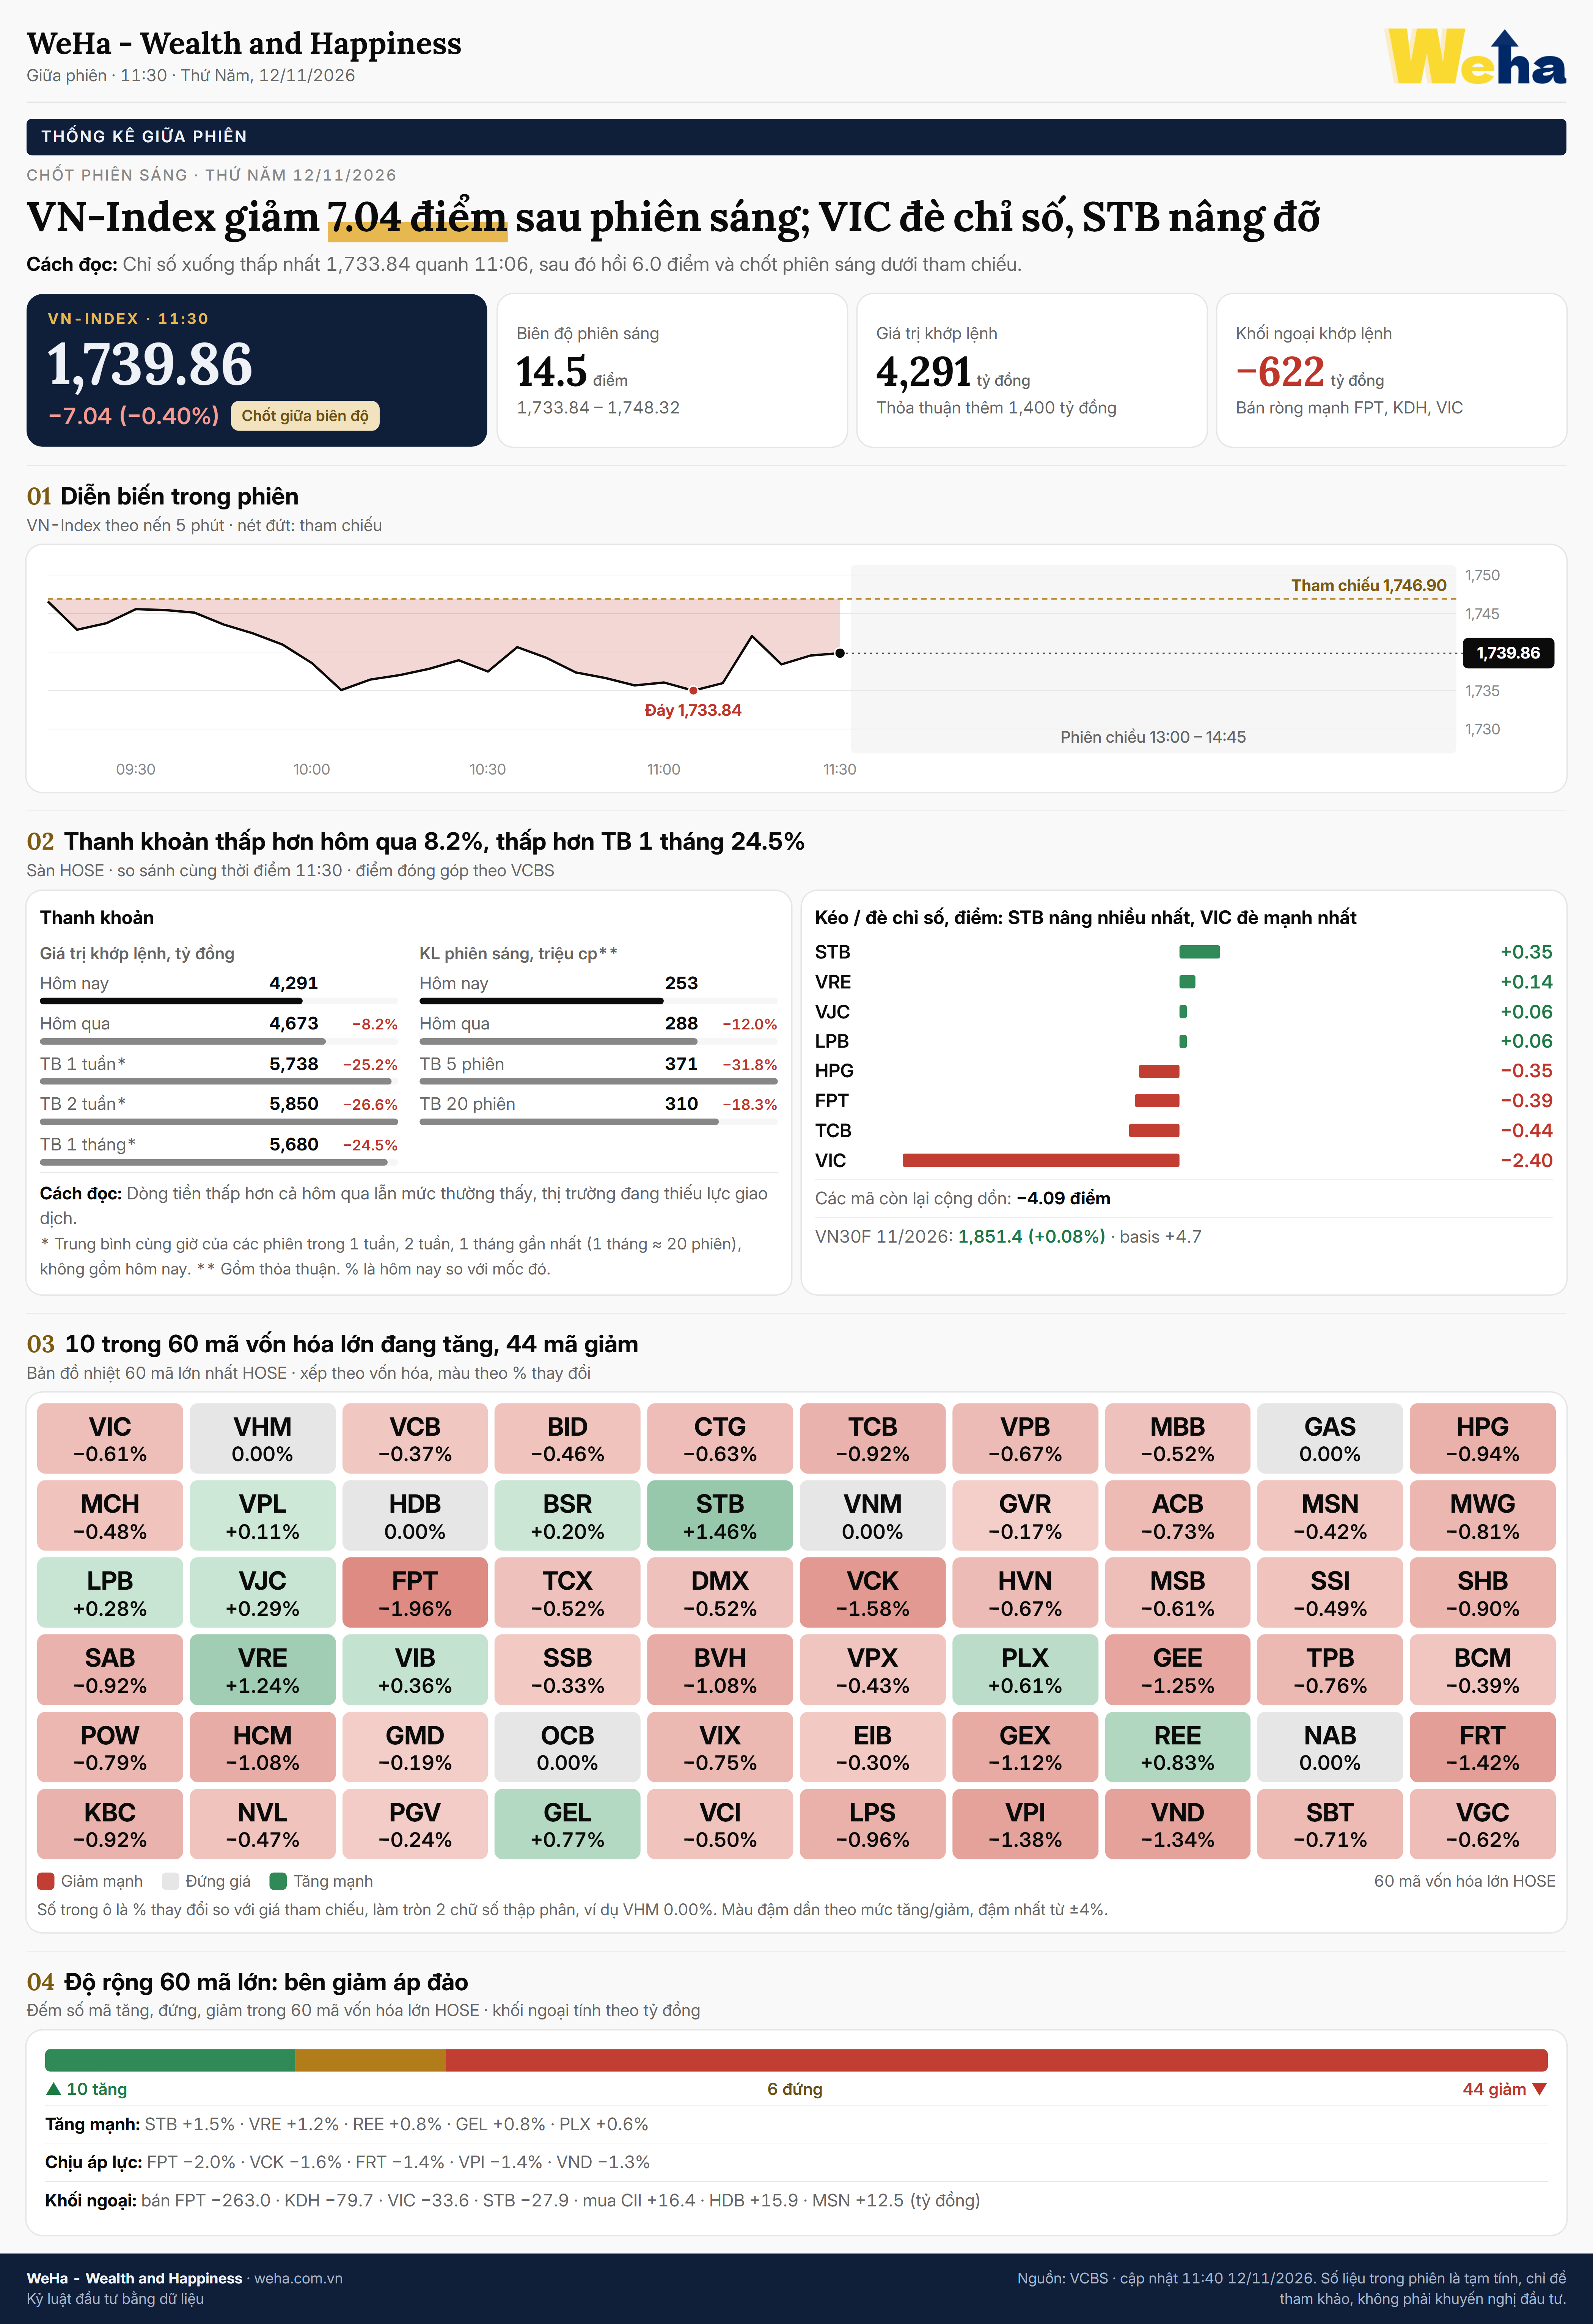 WeHa - Wealth and Happiness
Giữa phiên · 11:30 · Thứ Năm, 12/11/2026
Weha
THỐNG KÊ GIỮA PHIÊN
CHỐT PHIÊN SÁNG · THỨ NĂM 12/11/2026
VN-Index giảm 7.04 điểm sau phiên sáng; VIC đè chỉ số, STB nâng đỡ
Cách đọc: Chỉ số xuống thấp nhất 1,733.84 quanh 11:06, sau đó hồi 6.0 điểm và chốt phiên sáng dưới tham chiếu.
VN-INDEX · 11:30
1,739.86
−7.04 (−0.40%) Chốt giữa biên độ
Biên độ phiên sáng
14.5 điểm
1,733.84 – 1,748.32
Giá trị khớp lệnh
4,291 tỷ đồng
Thỏa thuận thêm 1,400 tỷ đồng
Khối ngoại khớp lệnh
−622 tỷ đồng
Bán ròng mạnh FPT, KDH, VIC
01 Diễn biến trong phiên
VN-Index theo nến 5 phút · nét đứt: tham chiếu
Tham chiếu 1,746.90
1,750
1,745
1,739.86
1,735
1,730
Đáy 1,733.84
Phiên chiều 13:00 – 14:45
09:30 10:00 10:30 11:00 11:30
02 Thanh khoản thấp hơn hôm qua 8.2%, thấp hơn TB 1 tháng 24.5%
Sàn HOSE · so sánh cùng thời điểm 11:30 · điểm đóng góp theo VCBS
Thanh khoản
Giá trị khớp lệnh, tỷ đồng
Hôm nay 4,291
Hôm qua 4,673 −8.2%
TB 1 tuần* 5,738 −25.2%
TB 2 tuần* 5,850 −26.6%
TB 1 tháng* 5,680 −24.5%
KL phiên sáng, triệu cp**
Hôm nay 253
Hôm qua 288 −12.0%
TB 5 phiên 371 −31.8%
TB 20 phiên 310 −18.3%
Cách đọc: Dòng tiền thấp hơn cả hôm qua lẫn mức thường thấy, thị trường đang thiếu lực giao
dịch.
* Trung bình cùng giờ của các phiên trong 1 tuần, 2 tuần, 1 tháng gần nhất (1 tháng ≈ 20 phiên),
không gồm hôm nay. ** Gồm thỏa thuận. % là hôm nay so với mốc đó.
Kéo / đè chỉ số, điểm: STB nâng nhiều nhất, VIC đè mạnh nhất
STB +0.35
VRE +0.14
VJC +0.06
LPB +0.06
HPG −0.35
FPT −0.39
TCB −0.44
VIC −2.40
Các mã còn lại cộng dồn: −4.09 điểm
VN30F 11/2026: 1,851.4 (+0.08%) · basis +4.7
03 10 trong 60 mã vốn hóa lớn đang tăng, 44 mã giảm
Bản đồ nhiệt 60 mã lớn nhất HOSE · xếp theo vốn hóa, màu theo % thay đổi
VIC VHM VCB BID CTG TCB VPB MBB GAS HPG
−0.61% 0.00% −0.37% −0.46% −0.63% −0.92% −0.67% −0.52% 0.00% −0.94%
MCH VPL HDB BSR STB VNM GVR ACB MSN MWG
−0.48% +0.11% 0.00% +0.20% +1.46% 0.00% −0.17% −0.73% −0.42% −0.81%
LPB VJC FPT TCX DMX VCK HVN MSB SSI SHB
+0.28% +0.29% −1.96% −0.52% −0.52% −1.58% −0.67% −0.61% −0.49% −0.90%
SAB VRE VIB SSB BVH VPX PLX GEE TPB BCM
−0.92% +1.24% +0.36% −0.33% −1.08% −0.43% +0.61% −1.25% −0.76% −0.39%
POW HCM GMD OCB VIX EIB GEX REE NAB FRT
−0.79% −1.08% −0.19% 0.00% −0.75% −0.30% −1.12% +0.83% 0.00% −1.42%
KBC NVL PGV GEL VCI LPS VPI VND SBT VGC
−0.92% −0.47% −0.24% +0.77% −0.50% −0.96% −1.38% −1.34% −0.71% −0.62%
Giảm mạnh Đứng giá Tăng mạnh 60 mã vốn hóa lớn HOSE
Số trong ô là % thay đổi so với giá tham chiếu, làm tròn 2 chữ số thập phân, ví dụ VHM 0.00%. Màu đậm dần theo mức tăng/giảm, đậm nhất từ ±4%.
04 Độ rộng 60 mã lớn: bên giảm áp đảo
Đếm số mã tăng, đứng, giảm trong 60 mã vốn hóa lớn HOSE · khối ngoại tính theo tỷ đồng
▲ 10 tăng 6 đứng 44 giảm ▼
Tăng mạnh: STB +1.5% · VRE +1.2% · REE +0.8% · GEL +0.8% · PLX +0.6%
Chịu áp lực: FPT −2.0% · VCK −1.6% · FRT −1.4% · VPI −1.4% · VND −1.3%
Khối ngoại: bán FPT −263.0 · KDH −79.7 · VIC −33.6 · STB −27.9 · mua CII +16.4 · HDB +15.9 · MSN +12.5 (tỷ đồng)
WeHa - Wealth and Happiness · weha.com.vn
Kỷ luật đầu tư bằng dữ liệu
Nguồn: VCBS · cập nhật 11:40 12/11/2026. Số liệu trong phiên là tạm tính, chỉ để
tham khảo, không phải khuyến nghị đầu tư.